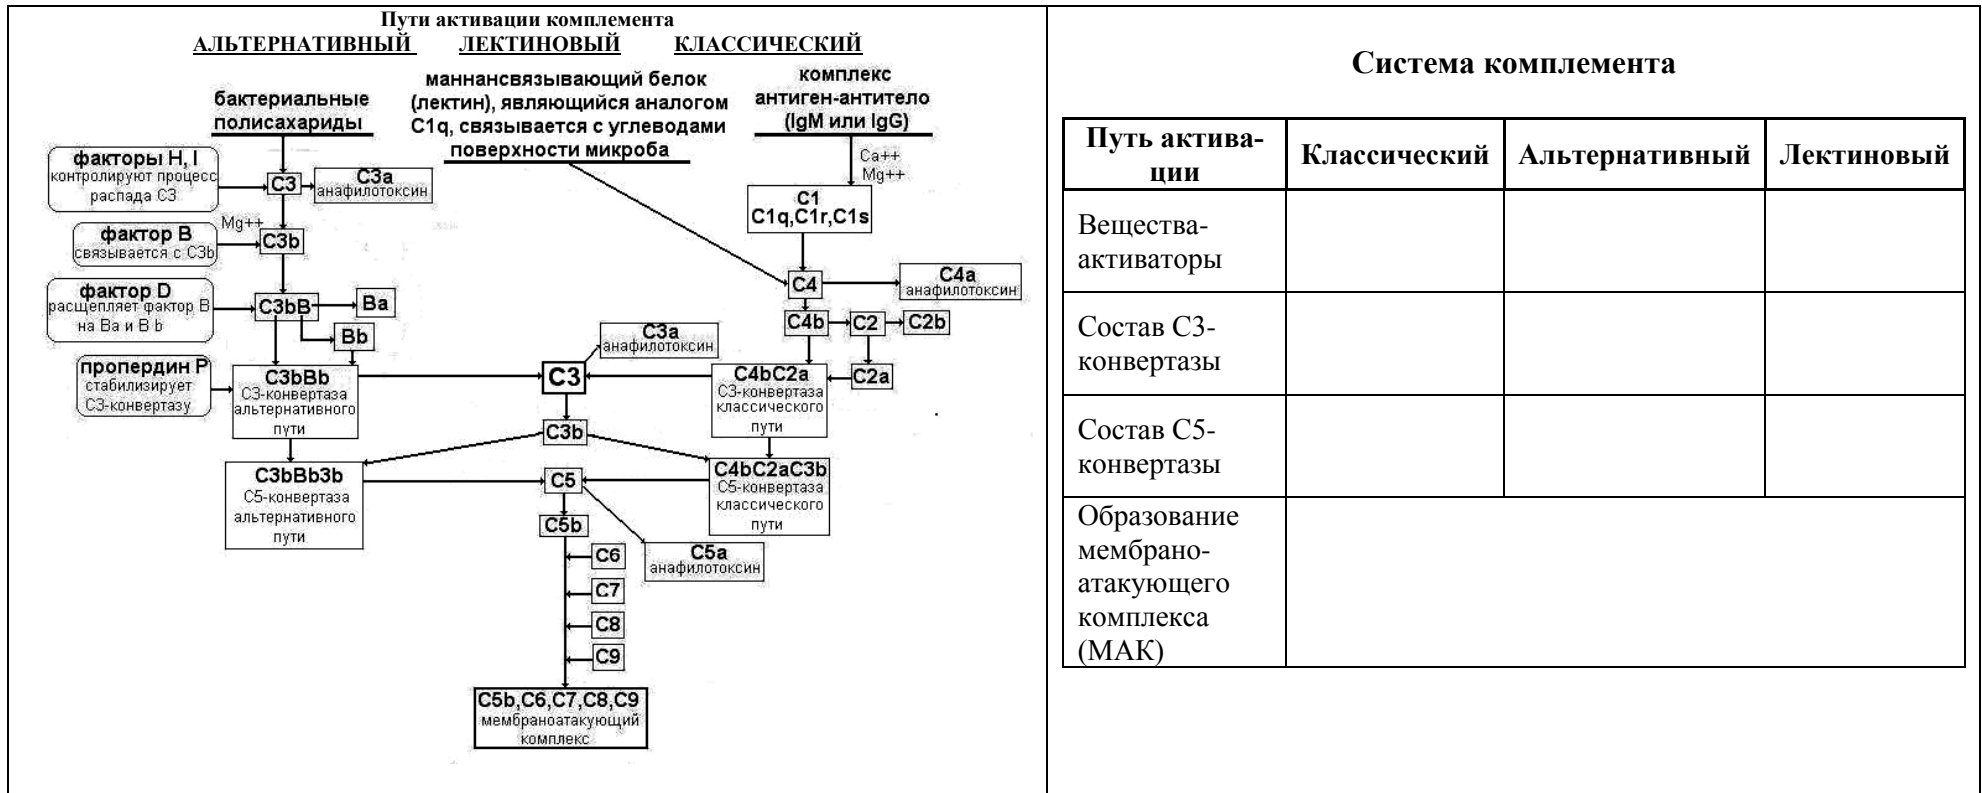 Пути активации комплемента
АЛЬТЕРНАТИВНЫЙ ЛЕКТИНОВЫЙ КЛАССИЧЕСКИЙ
бактериальные
полисахариды
маннансвязывающий белок
(лектин), являющийся аналогом
C1q, связывается с углеводами
поверхности микроба
комплекс
антиген-антитело
(IgM или IgG)
Ca++
Mg++
факторы H, I
контролируют процесс
распада C3
C3
C3a
анафилотоксин
C1
C1q,C1r,C1s
Mg++
фактор B
связывается с C3b
C3b
C4
C4a
анафилотоксин
фактор D
расщепляет фактор B
на Ba и B b
C3bB
Ba
Bb
C4b
C2
C2b
C3a
анафилотоксин
пропердин P
стабилизирует
C3-конвертазу
C3bBb
C3-конвертаза
альтернативного
пути
C3
C4bC2a
C3-конвертаза
классического
пути
C2a
C3b
C3bBb3b
C5-конвертаза
альтернативного
пути
C5
C4bC2aC3b
C5-конвертаза
классического
пути
C5b
C5a
анафилотоксин
C6
C7
C8
C9
C5b,C6,C7,C8,C9
мембраноатакующий
комплекс
Система комплемента
Путь актива-
ции
Классический
Альтернативный
Лектиновый
Вещества-
активаторы
Состав С3-
конвертазы
Состав С5-
конвертазы
Образование
мембрано-
атакующего
комплекса
(МАК)